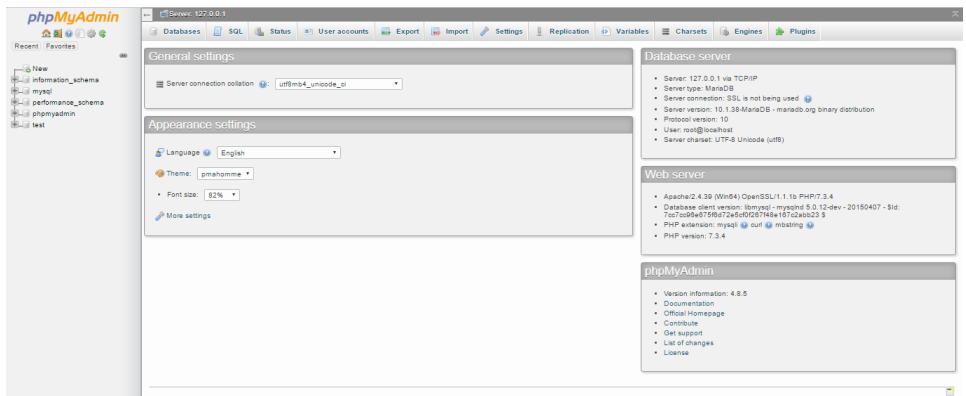 phpMyAdmin
Recent Favorites
New
information_schema
mysql
performance_schema
phpmyadmin
test
Server: 127.0.0.1
Databases SQL Status User accounts Export Import Settings Replication Variables Charsets Engines Plugins
General settings
Server connection collation : utf8mb4_unicode_ci
Appearance settings
Language English
Theme: pmahomme
Font size: 82%
More settings
Database server
Server: 127.0.0.1 via TCP/IP
Server type: MariaDB
Server connection: SSL is not being used
Server version: 10.1.38-MariaDB - mariadb.org binary distribution
Protocol version: 10
User: root@localhost
Server charset: UTF-8 Unicode (utf8)
Web server
Apache/2.4.39 (Win64) OpenSSL/1.1.1b PHP/7.3.4
Database client version: libmysql - mysqlnd 5.0.12-dev - 20150407 - $Id:
7cc7cc96e675f6d72e5cf0f267f48e167c2abb23 $
PHP extension: mysqli curl mbstring
PHP version: 7.3.4
phpMyAdmin
Version information: 4.8.5
Documentation
Official Homepage
Contribute
Get support
List of changes
License